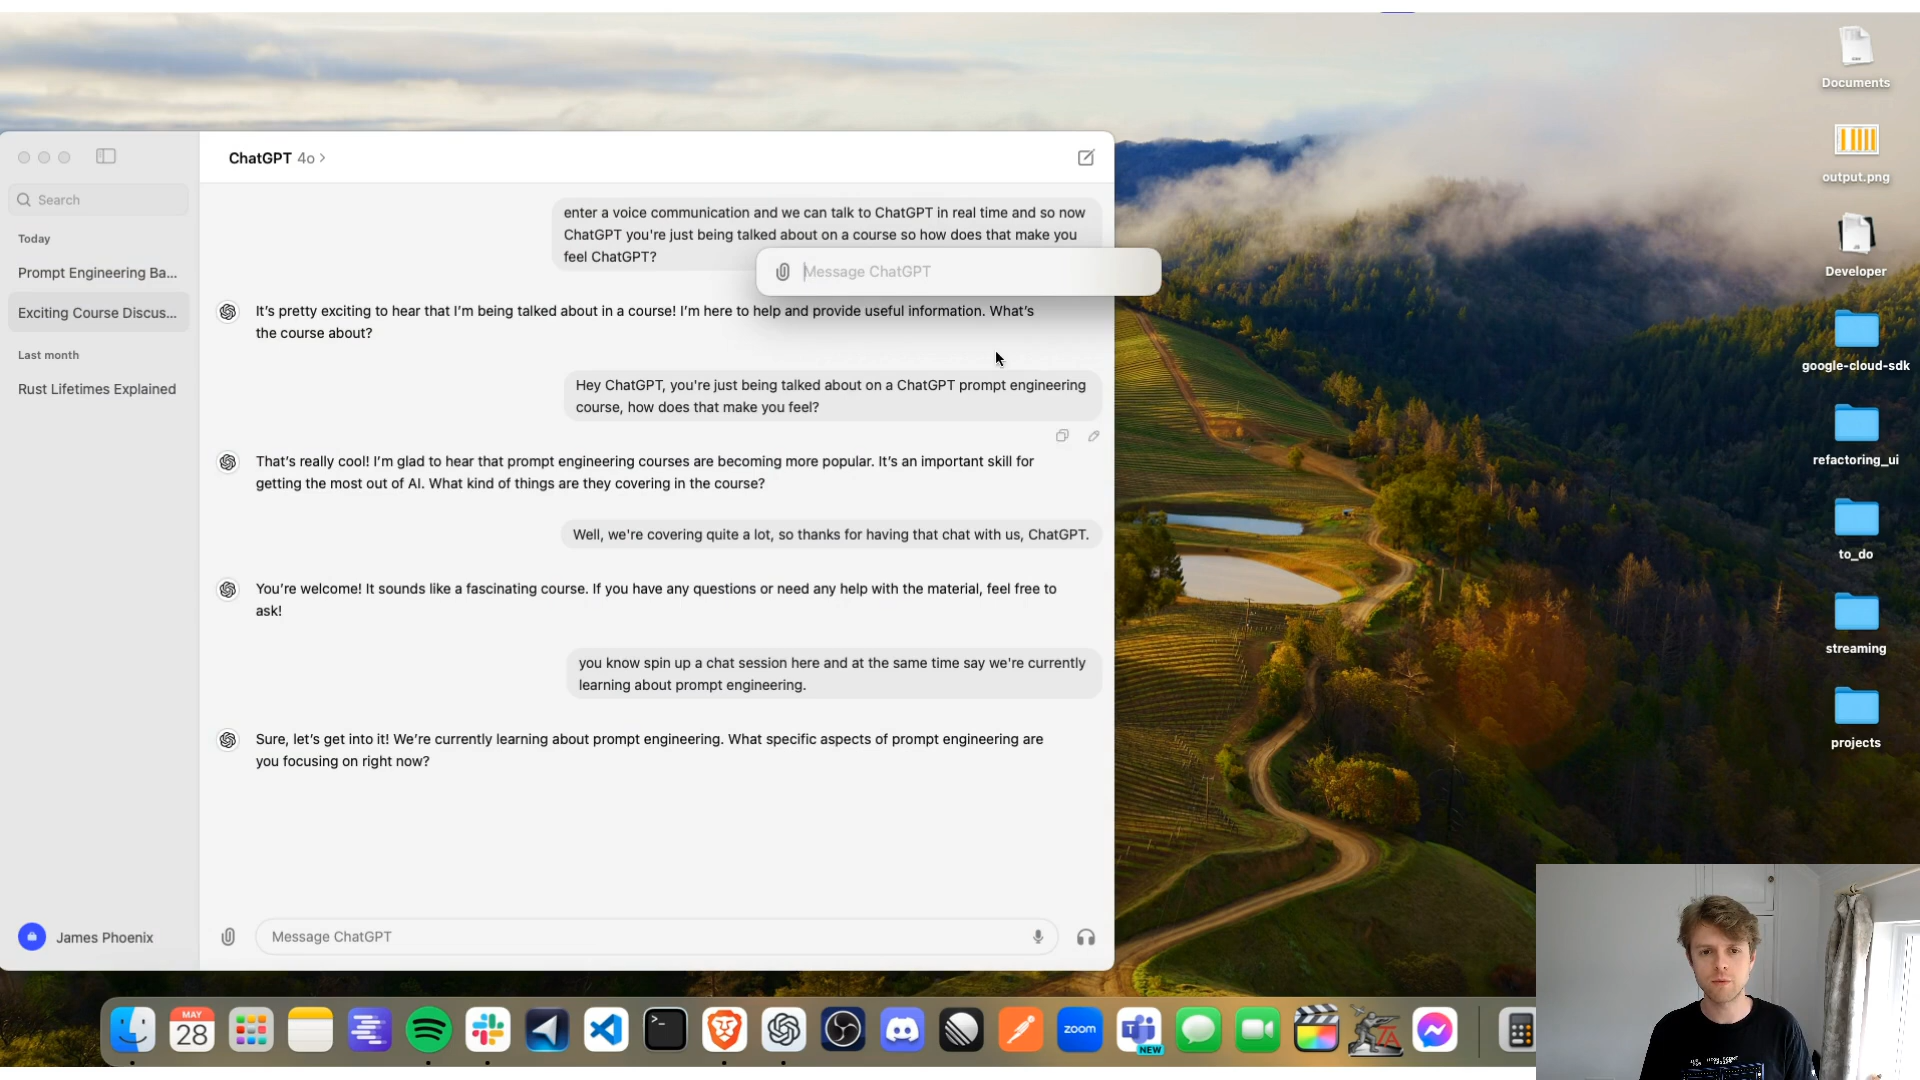 Documents
output.png
Developer
google-cloud-sdk
refactoring_ui
to_do
streaming
projects
Search
Today
Prompt Engineering Ba...
Exciting Course Discus...
Last month
Rust Lifetimes Explained
James Phoenix
ChatGPT 4o >
enter a voice communication and we can talk to ChatGPT in real time and so now
ChatGPT you're just being talked about on a course so how does that make you
feel ChatGPT?
Message ChatGPT
It's pretty exciting to hear that I'm being talked about in a course! I'm here to help and provide useful information. What's
the course about?
Hey ChatGPT, you're just being talked about on a ChatGPT prompt engineering
course, how does that make you feel?
That's really cool! I'm glad to hear that prompt engineering courses are becoming more popular. It's an important skill for
getting the most out of AI. What kind of things are they covering in the course?
Well, we're covering quite a lot, so thanks for having that chat with us, ChatGPT.
You're welcome! It sounds like a fascinating course. If you have any questions or need any help with the material, feel free to
ask!
you know spin up a chat session here and at the same time say we're currently
learning about prompt engineering.
Sure, let's get into it! We're currently learning about prompt engineering. What specific aspects of prompt engineering are
you focusing on right now?
Message ChatGPT
MAY
28
zoom
NEW